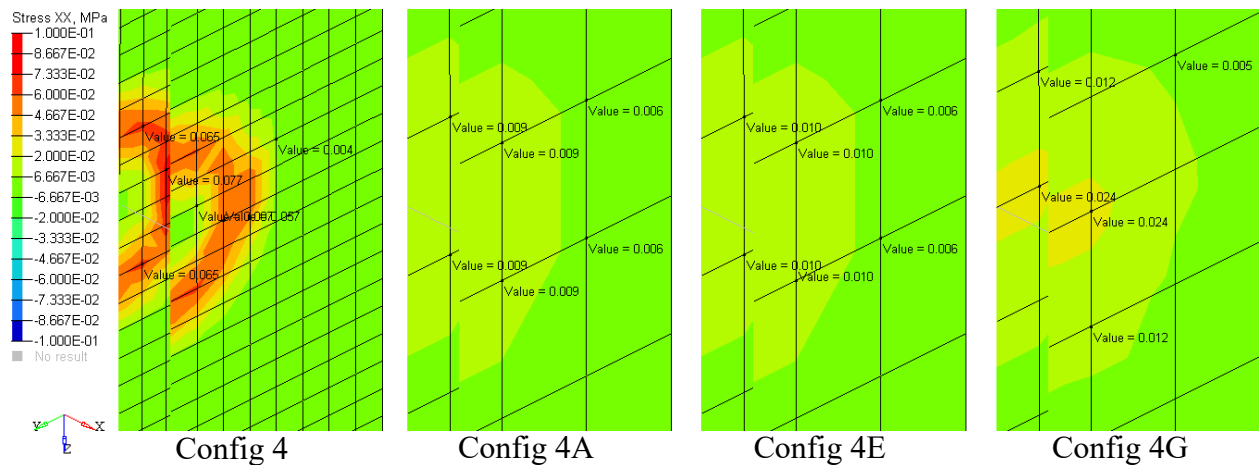 Stress XX, MPa
1.000E-01
8.667E-02
7.333E-02
6.000E-02
4.667E-02
3.333E-02
2.000E-02
6.667E-03
-6.667E-03
-2.000E-02
-3.333E-02
-4.667E-02
-6.000E-02
-7.333E-02
-8.667E-02
-1.000E-01
No result
Y
X
Z
Value = 0.065
Value = 0.004
Value = 0.077
Value = 0.065
Config 4
Value = 0.006
Value = 0.009
Value = 0.009
Value = 0.006
Value = 0.009
Value = 0.009
Config 4A
Value = 0.006
Value = 0.010
Value = 0.010
Value = 0.006
Value = 0.010
Value = 0.010
Config 4E
Value = 0.005
Value = 0.012
Value = 0.024
Value = 0.024
Value = 0.012
Config 4G